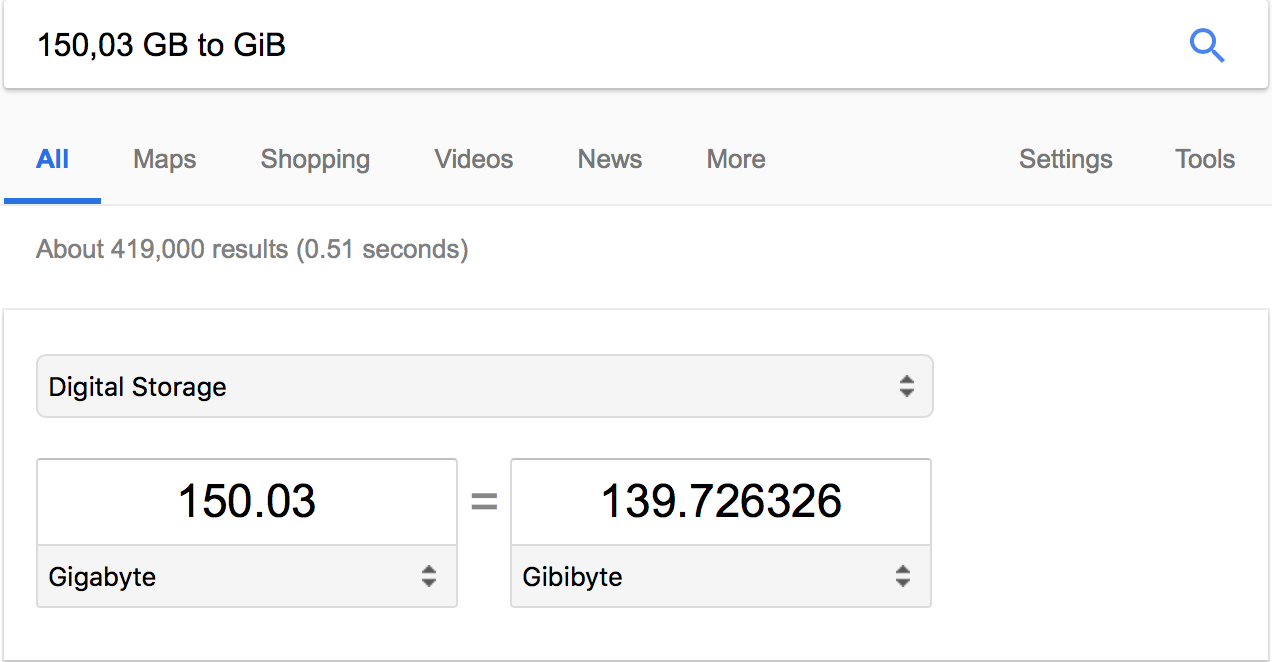 150,03 GB to GiB
All Maps Shopping Videos News More Settings Tools
About 419,000 results (0.51 seconds)
Digital Storage
150.03 = 139.726326
Gigabyte Gibibyte